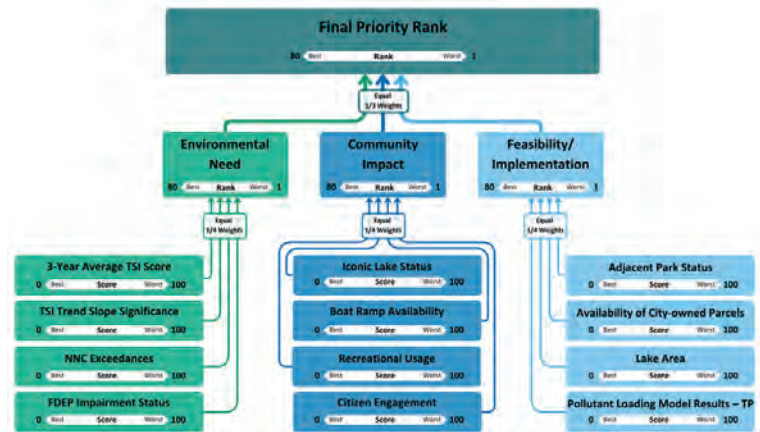 Final Priority Rank
80 Best Rank Worst 1
Equal
1/3 Weights
Environmental
Need
80 Best Rank Worst 1
Community
Impact
80 Best Rank Worst 1
Feasibility/
Implementation
80 Best Rank Worst 1
Equal
1/4 Weights
Equal
1/4 Weights
Equal
1/4 Weights
3-Year Average TSI Score
0 Best Score Worst 100
TSI Trend Slope Significance
0 Best Score Worst 100
NNC Exceedances
0 Best Score Worst 100
FDEP Impairment Status
0 Best Score Worst 100
Iconic Lake Status
0 Best Score Worst 100
Boat Ramp Availability
0 Best Score Worst 100
Recreational Usage
0 Best Score Worst 100
Citizen Engagement
0 Best Score Worst 100
Adjacent Park Status
0 Best Score Worst 100
Availability of City-owned Parcels
0 Best Score Worst 100
Lake Area
0 Best Score Worst 100
Pollutant Loading Model Results – TP
0 Best Score Worst 100